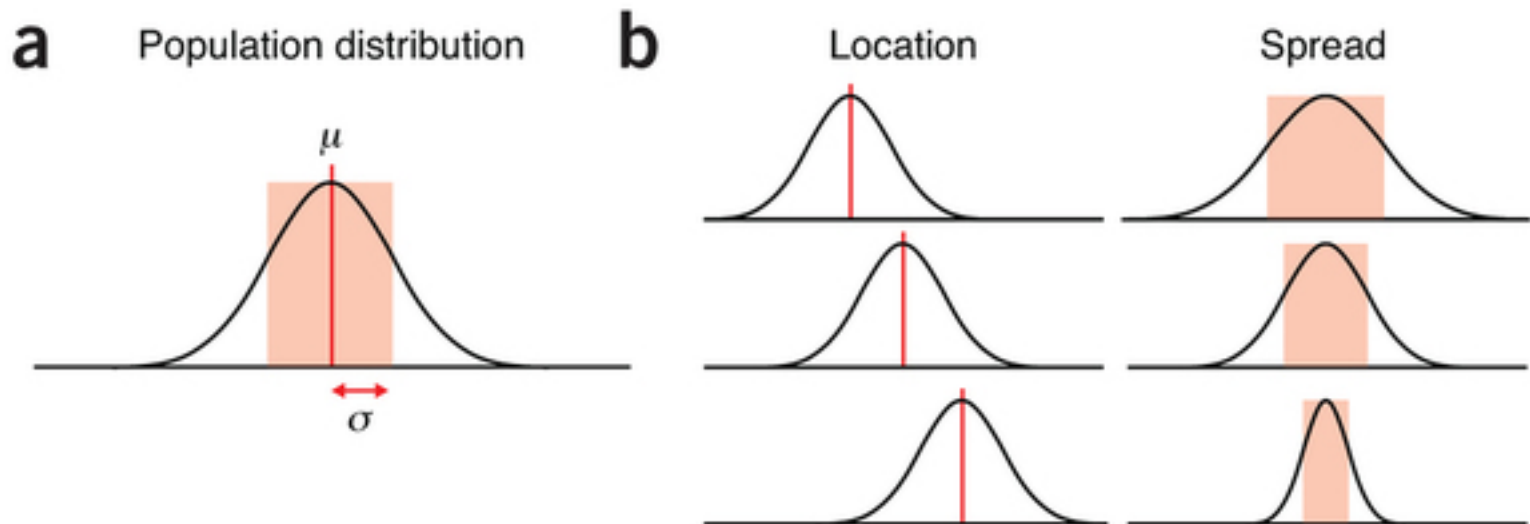 a Population distribution
μ
σ
b Location Spread